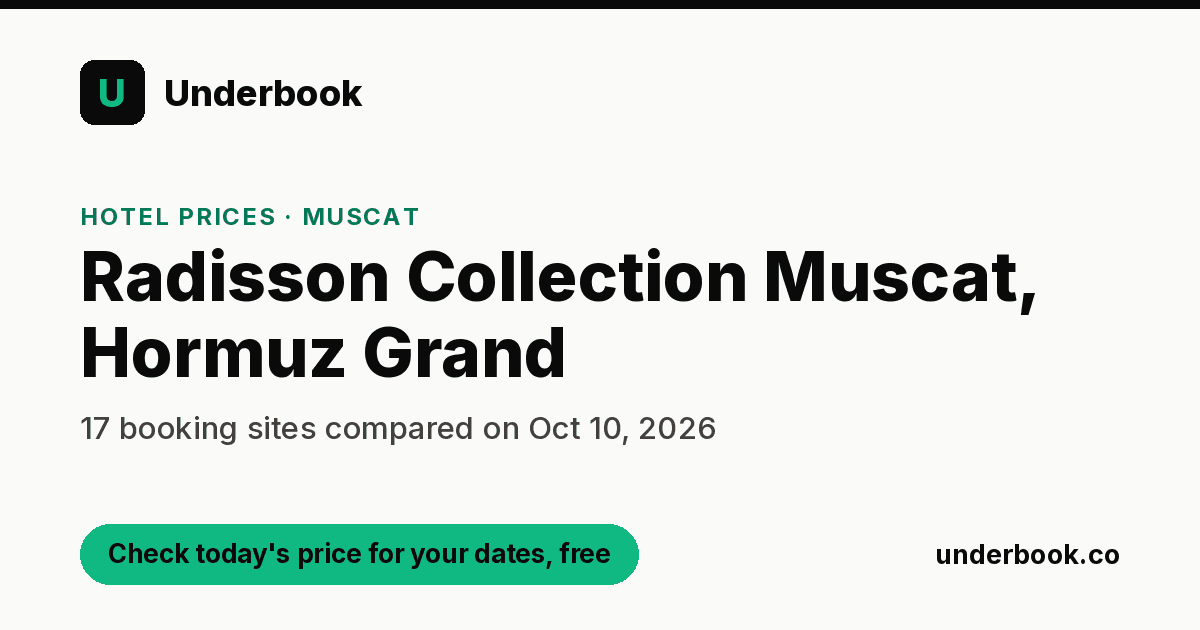 U Underbook
HOTEL PRICES · MUSCAT
Radisson Collection Muscat,
Hormuz Grand
17 booking sites compared on Oct 10, 2026
Check today's price for your dates, free
underbook.co